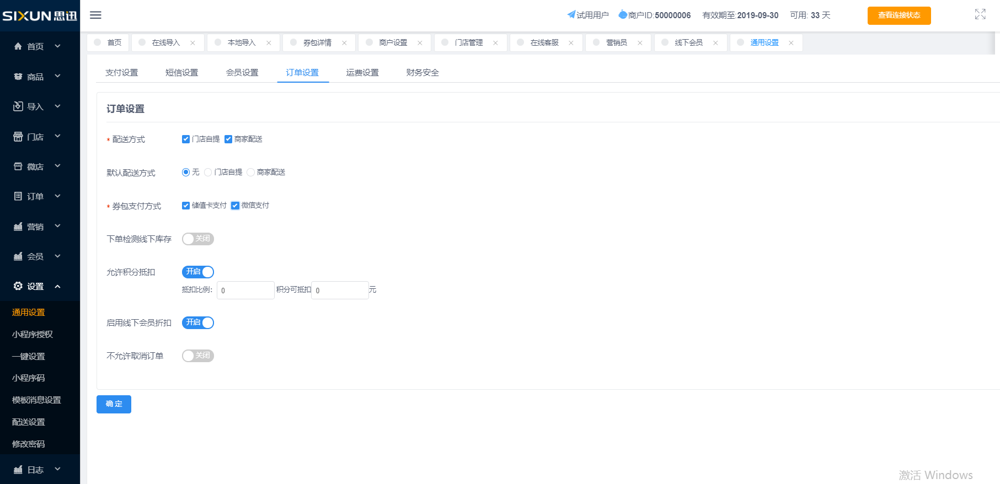 SIXUN思迅
试用用户 商户ID:50000006 有效期至:2019-09-30 可用: 33 天 查看连接状态
首页 在线导入 本地导入 券包详情 商户设置 门店管理 在线客服 营销员 线下会员 通用设置
首页
商品
导入
门店
微店
订单
营销
会员
设置
通用设置
小程序授权
一键设置
小程序码
模板消息设置
配送设置
修改密码
日志
支付设置 短信设置 会员设置 订单设置 运费设置 财务安全
订单设置
* 配送方式 门店自提 商家配送
默认配送方式 无 门店自提 商家配送
* 券包支付方式 储值卡支付 微信支付
下单检测线下库存 关闭
允许积分抵扣 开启
抵扣比例: 0 积分可抵扣 0 元
启用线下会员折扣 开启
不允许取消订单 关闭
确 定
激活 Windows